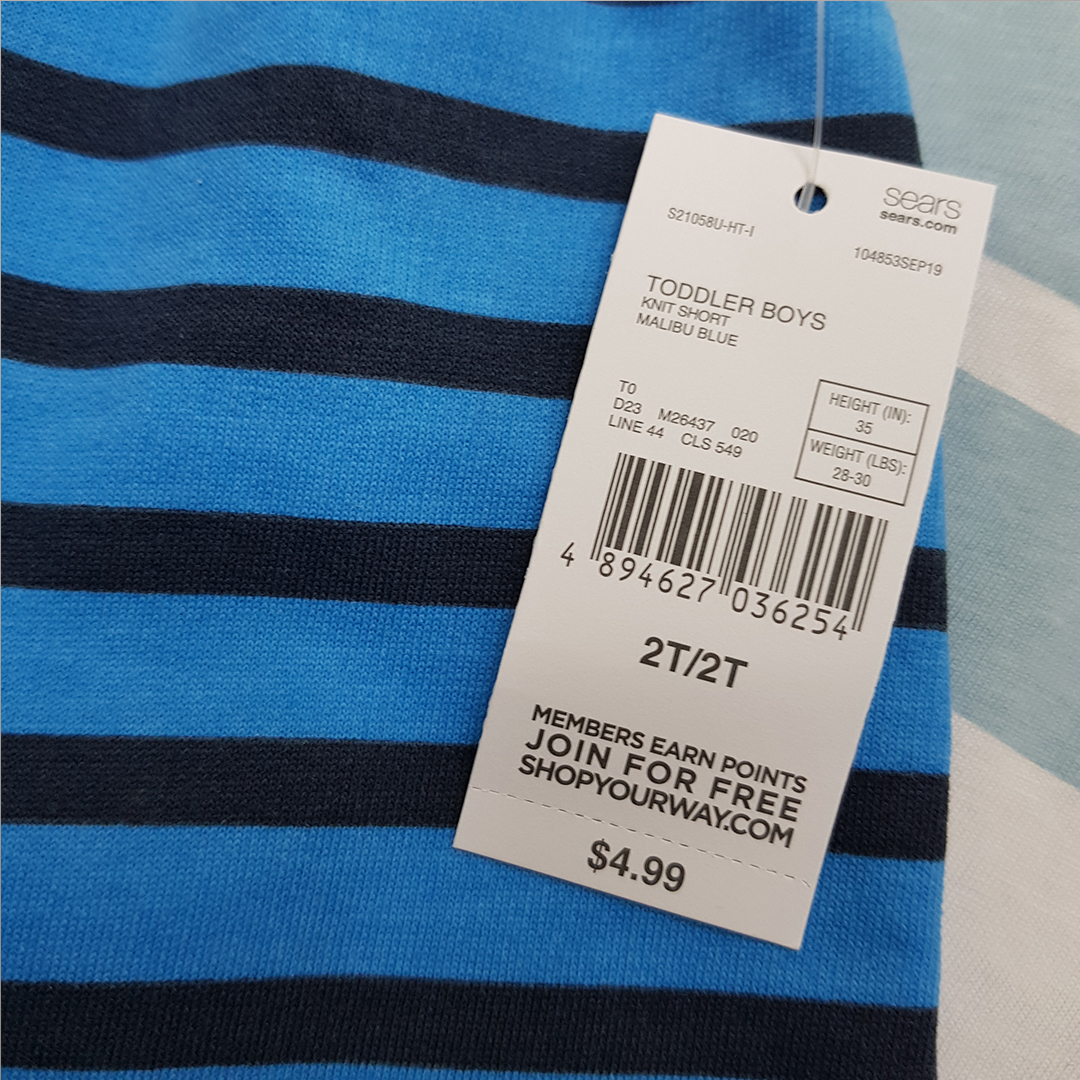 sears
sears.com
S21058U-HT-I
104853SEP19
TODDLER BOYS
KNIT SHORT
MALIBU BLUE
T0
D23 M26437 020
LINE 44 CLS 549
HEIGHT (IN):
35
WEIGHT (LBS):
28-30
4 894627 036254
2T/2T
MEMBERS EARN POINTS
JOIN FOR FREE
SHOPYOURWAY.COM
$4.99